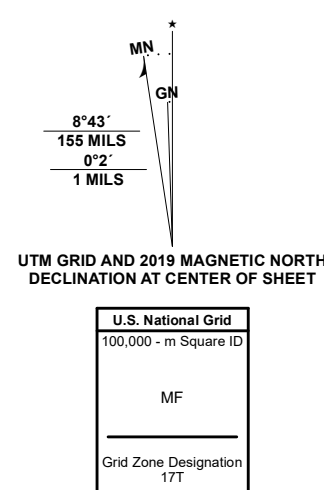 ★
MN
GN
8°43´
155 MILS
0°2´
1 MILS
UTM GRID AND 2019 MAGNETIC NORTH
DECLINATION AT CENTER OF SHEET
U.S. National Grid
100,000 - m Square ID
MF
Grid Zone Designation
17T